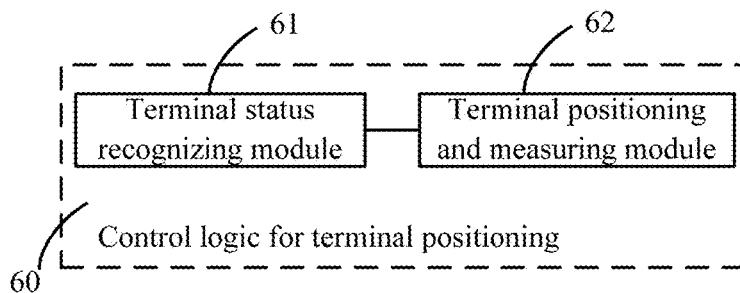 61
62
Terminal status
recognizing module
Terminal positioning
and measuring module
Control logic for terminal positioning
60